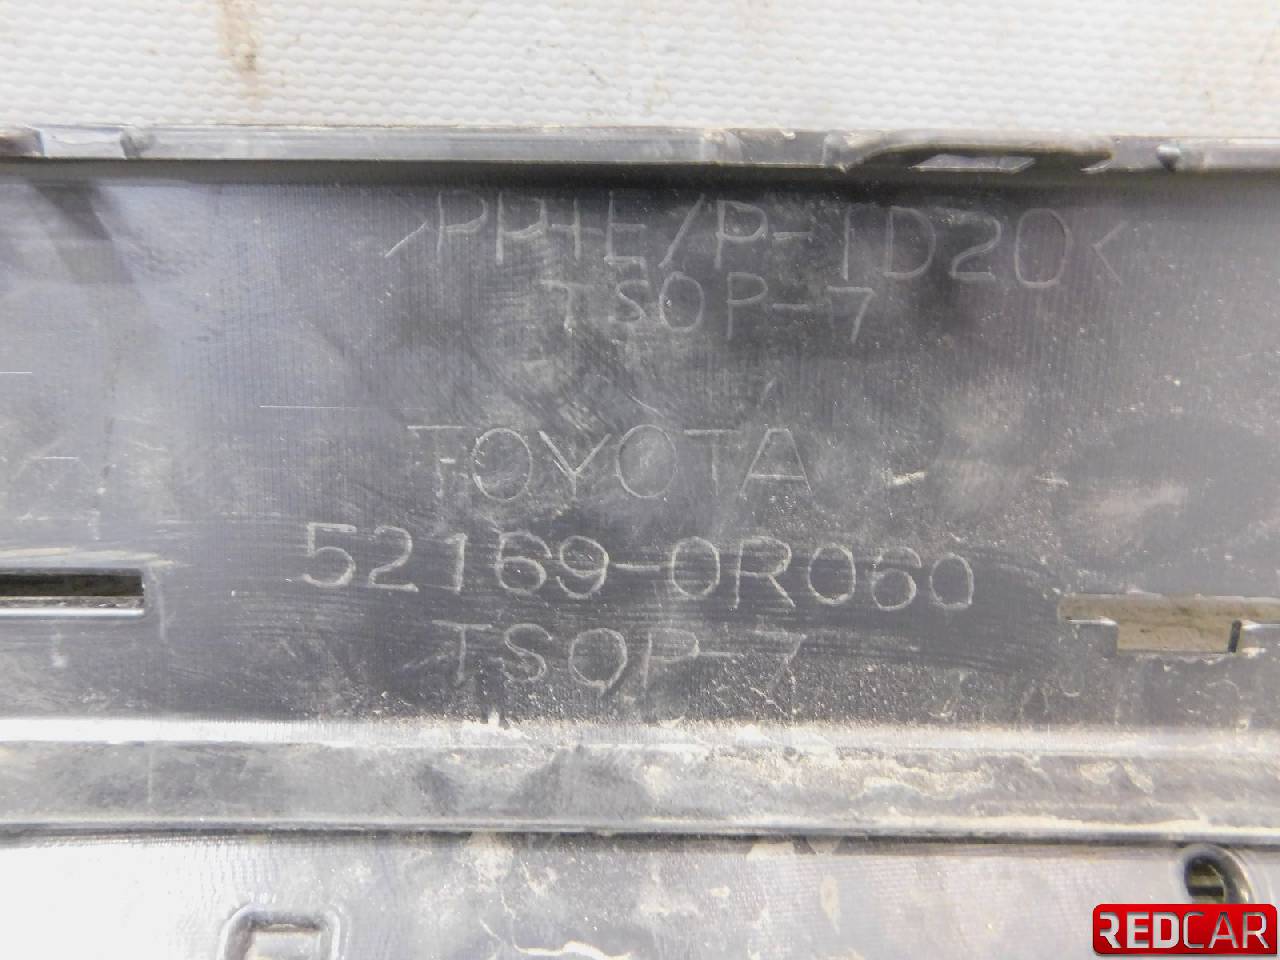 >PP+E/P-TD20<
TSOP-7
TOYOTA
52169-0R060
TSOP-7
REDCAR